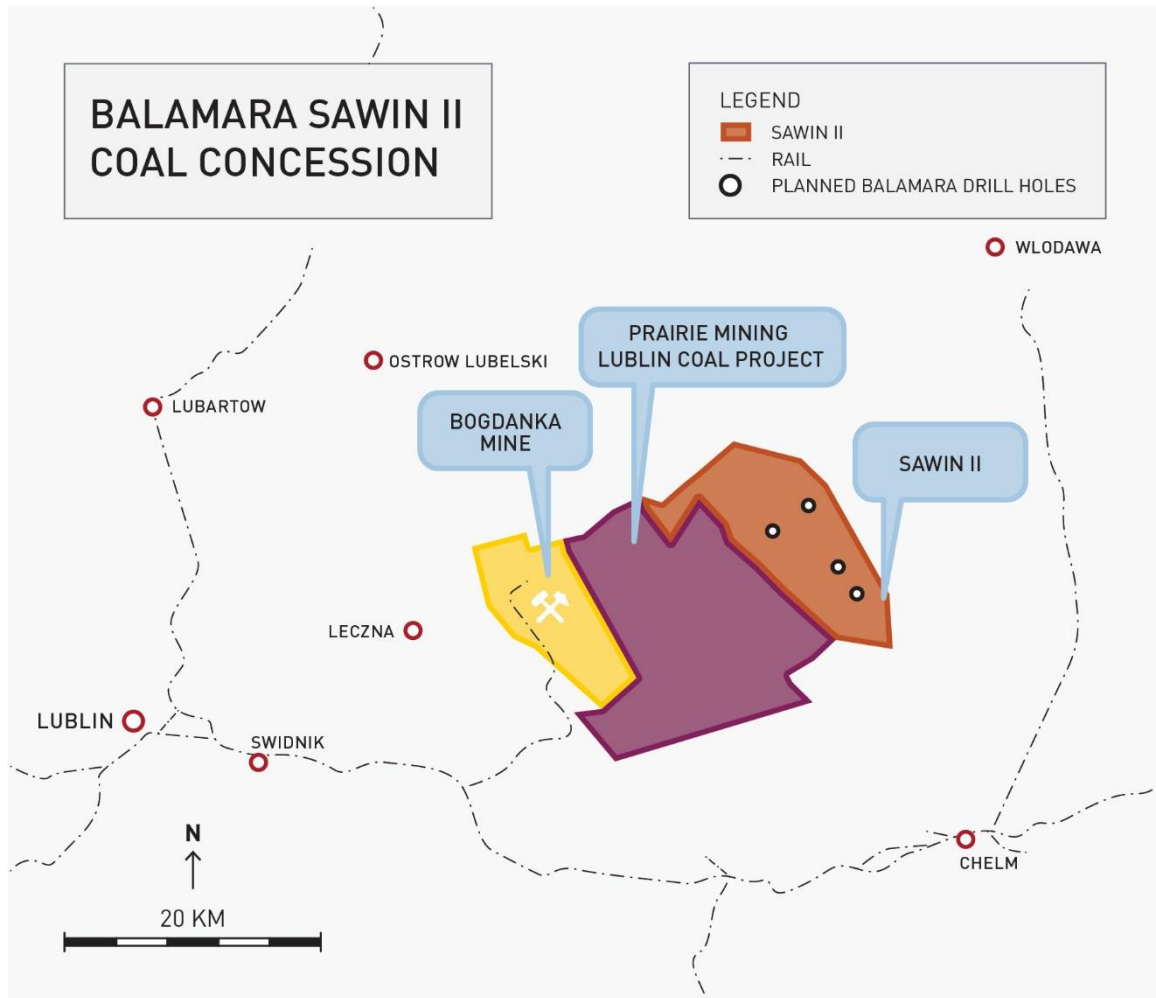 BALAMARA SAWIN II
COAL CONCESSION
LEGEND
SAWIN II
RAIL
PLANNED BALAMARA DRILL HOLES
WLODAWA
PRAIRIE MINING
LUBLIN COAL PROJECT
OSTROW LUBELSKI
LUBARTOW
BOGDANKA
MINE
SAWIN II
LECZNA
LUBLIN
SWIDNIK
N
CHELM
20 KM